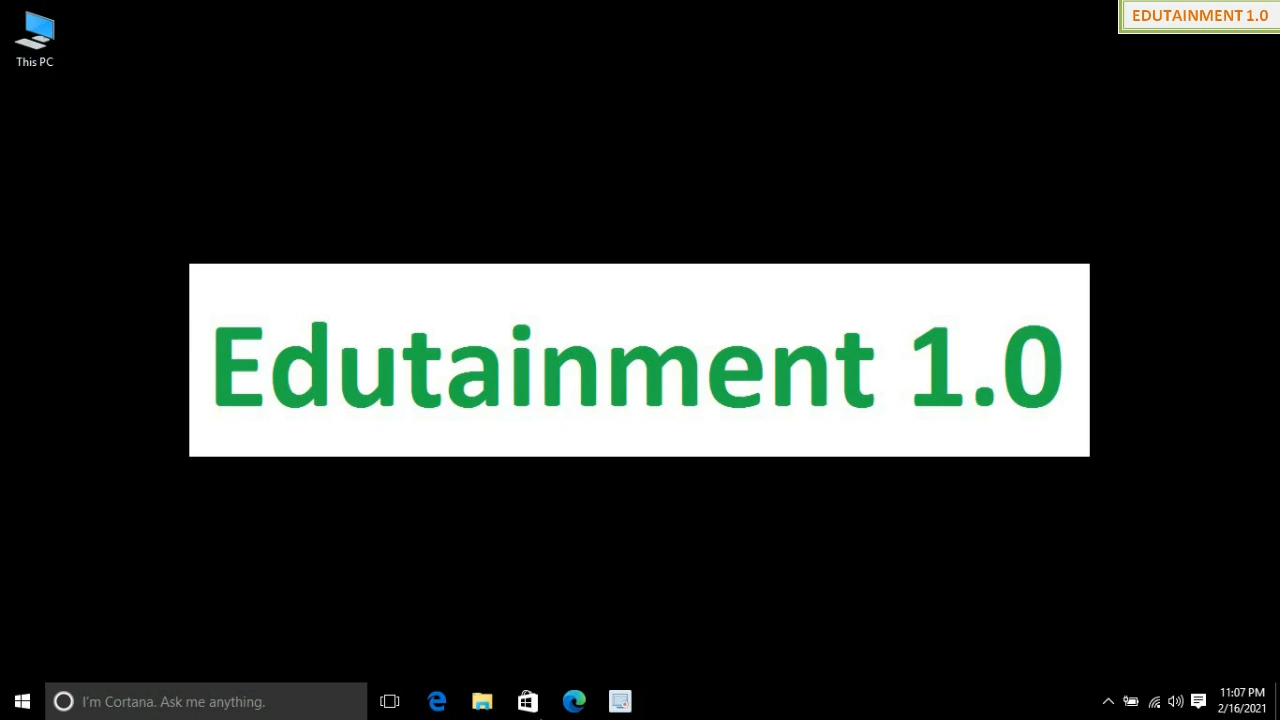 This PC
EDUTAINMENT 1.0
Edutainment 1.0
I'm Cortana. Ask me anything.
11:07 PM
2/16/2021